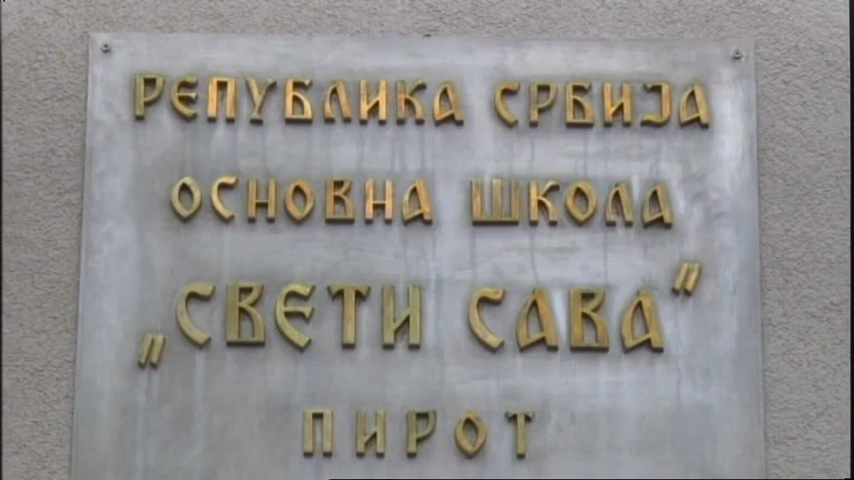 РЕПУБЛИКА СРБИЈА
ОСНОВНА ШКОЛА
„СВЕТИ САВА"
ПИРОТ